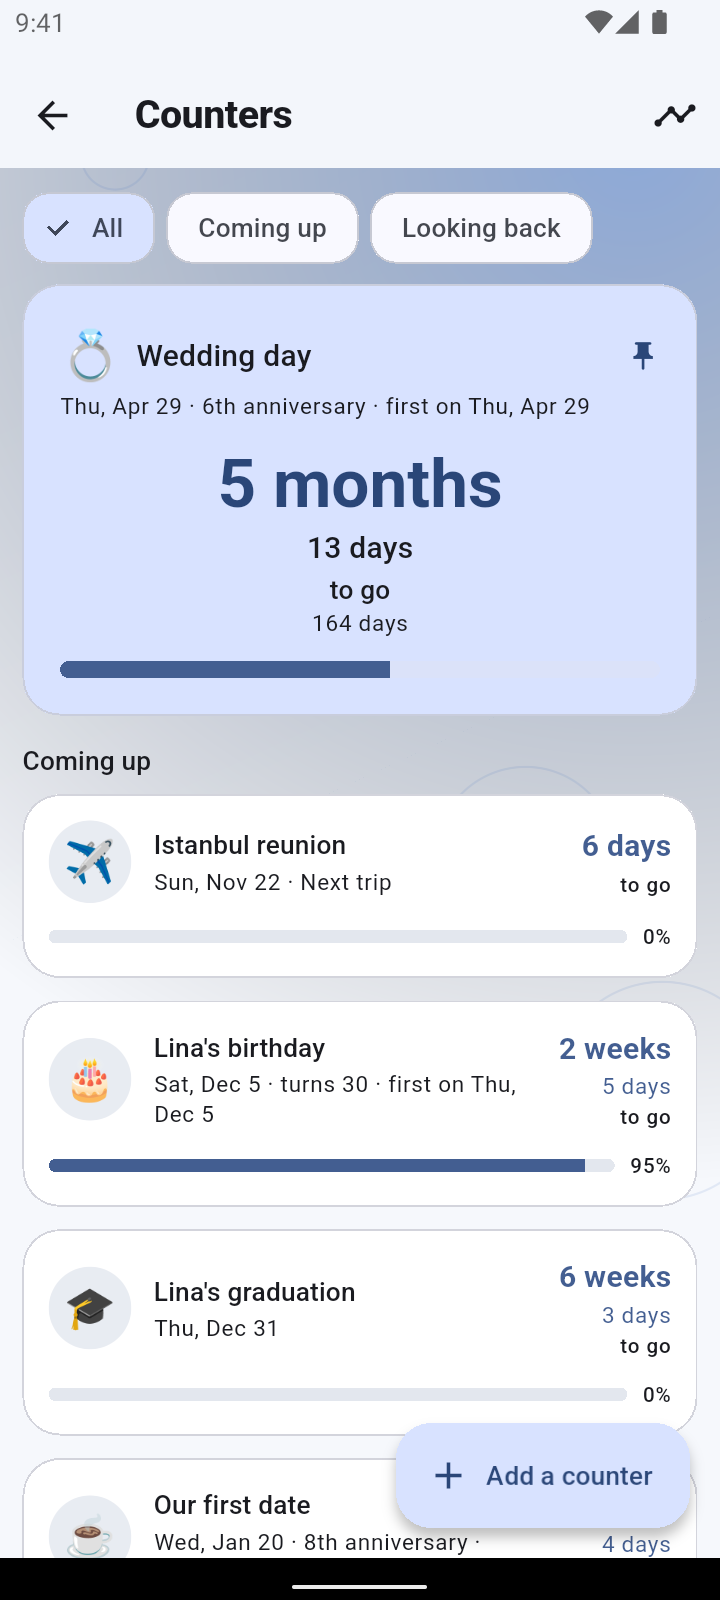 9:41
Counters
All
Coming up
Looking back
Wedding day
Thu, Apr 29 · 6th anniversary · first on Thu, Apr 29
5 months
13 days
to go
164 days
Coming up
Istanbul reunion
Sun, Nov 22 · Next trip
6 days
to go
0%
Lina's birthday
Sat, Dec 5 · turns 30 · first on Thu,
Dec 5
2 weeks
5 days
to go
95%
Lina's graduation
Thu, Dec 31
6 weeks
3 days
to go
0%
Add a counter
Our first date
Wed, Jan 20 · 8th anniversary ·
4 days